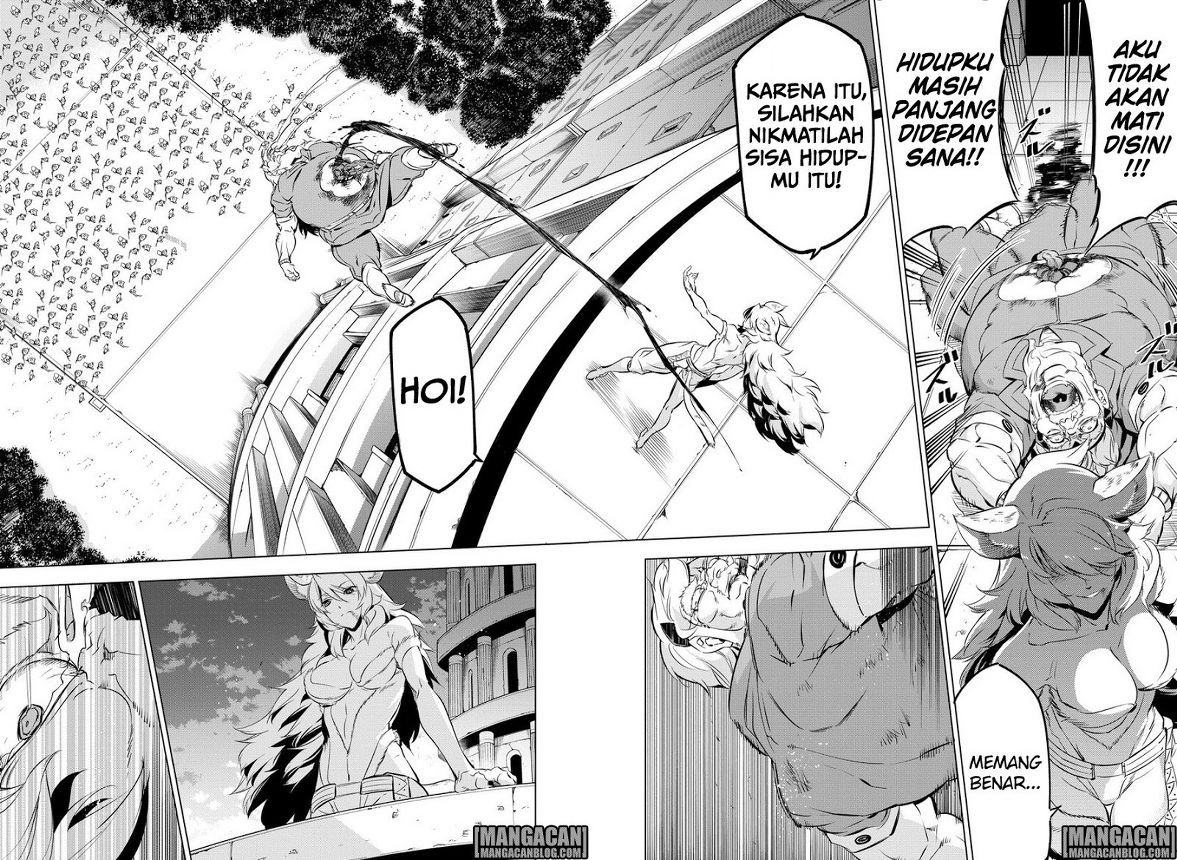 AKU
TIDAK
AKAN
MATI
DISINI
!!!
HIDUPKU
MASIH
PANJANG
DIDEPAN
SANA!!
MEMANG
BENAR...
KARENA ITU,
SILAHKAN
NIKMATILAH
SISA HIDUP-
MU ITU!
HOI!
[MANGACAN]
MANGACANBLOG.COM
[MANGACAN]
MANGACANBLOG.COM